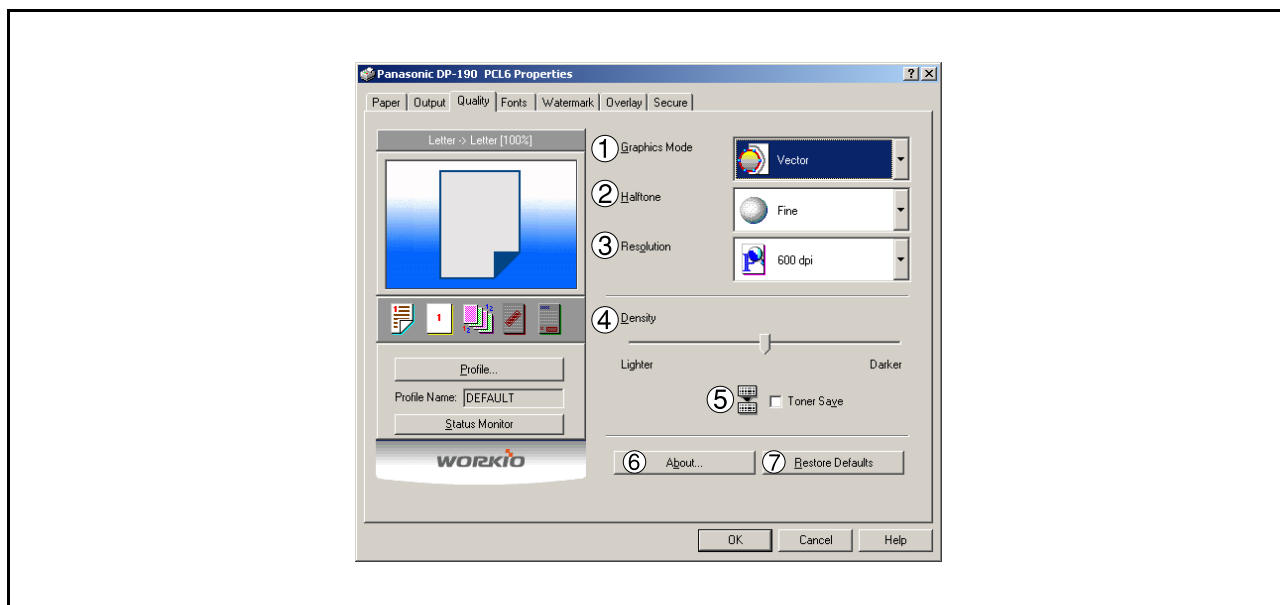 Panasonic DP-190 PCL6 Properties
Paper Output Quality Fonts Watermark Overlay Secure
Letter -> Letter [100%]
1 Graphics Mode
Vector
2 Halftone
Fine
3 Resolution
600 dpi
4 Density
Lighter Darker
5 Toner Save
Profile...
Profile Name: DEFAULT
Status Monitor
WORKIO
6 About... 7 Restore Defaults
OK Cancel Help